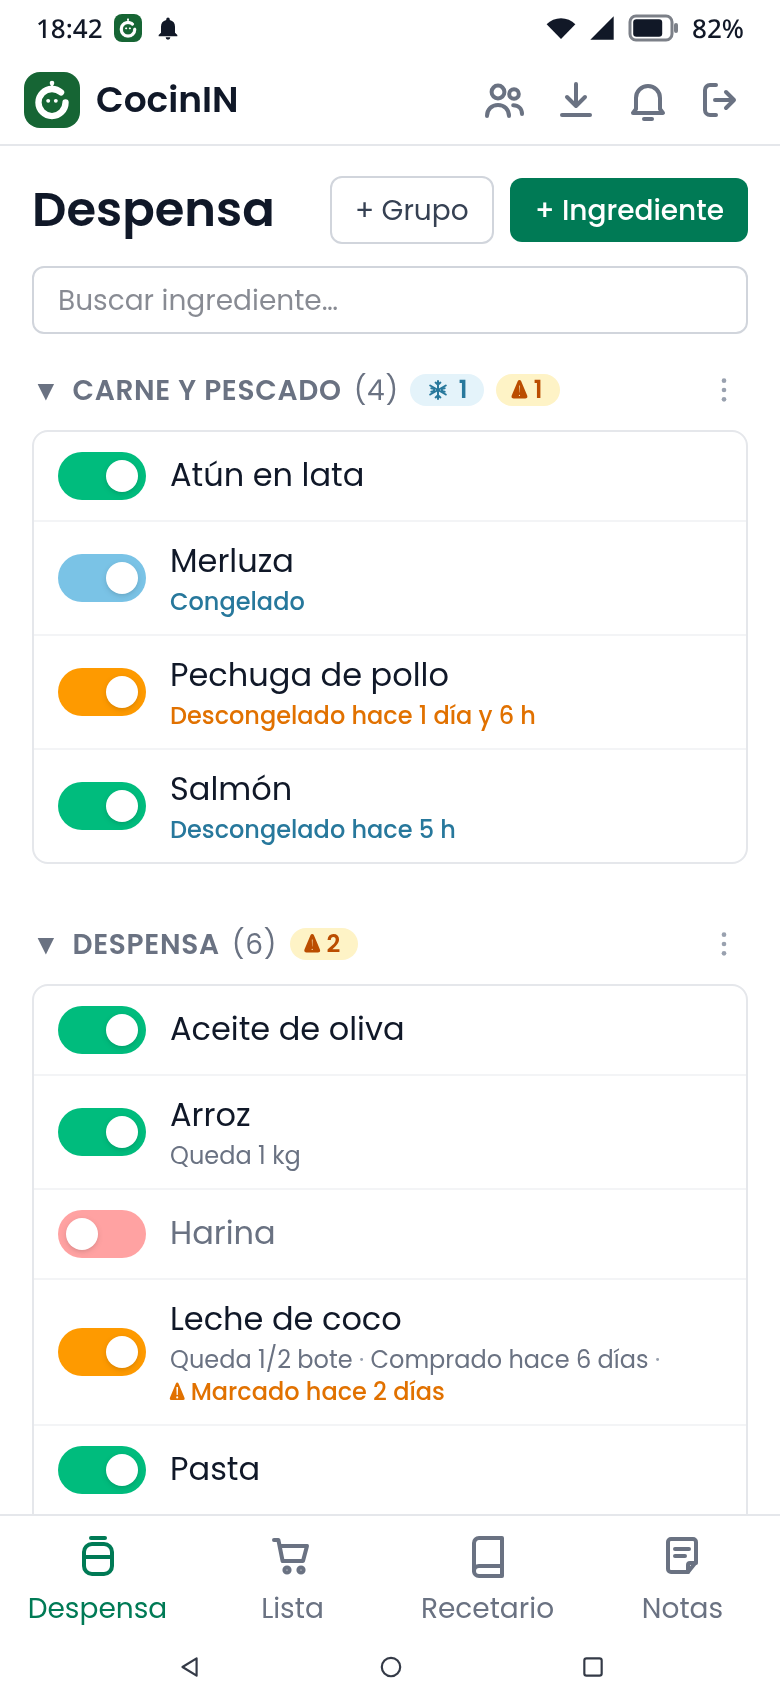 18:42 82%
CocinIN
Despensa + Grupo + Ingrediente
Buscar ingrediente...
▼ CARNE Y PESCADO (4) 1 1
Atún en lata
Merluza
Congelado
Pechuga de pollo
Descongelado hace 1 día y 6 h
Salmón
Descongelado hace 5 h
▼ DESPENSA (6) 2
Aceite de oliva
Arroz
Queda 1 kg
Harina
Leche de coco
Queda 1/2 bote · Comprado hace 6 días ·
Marcado hace 2 días
Pasta
Despensa Lista Recetario Notas